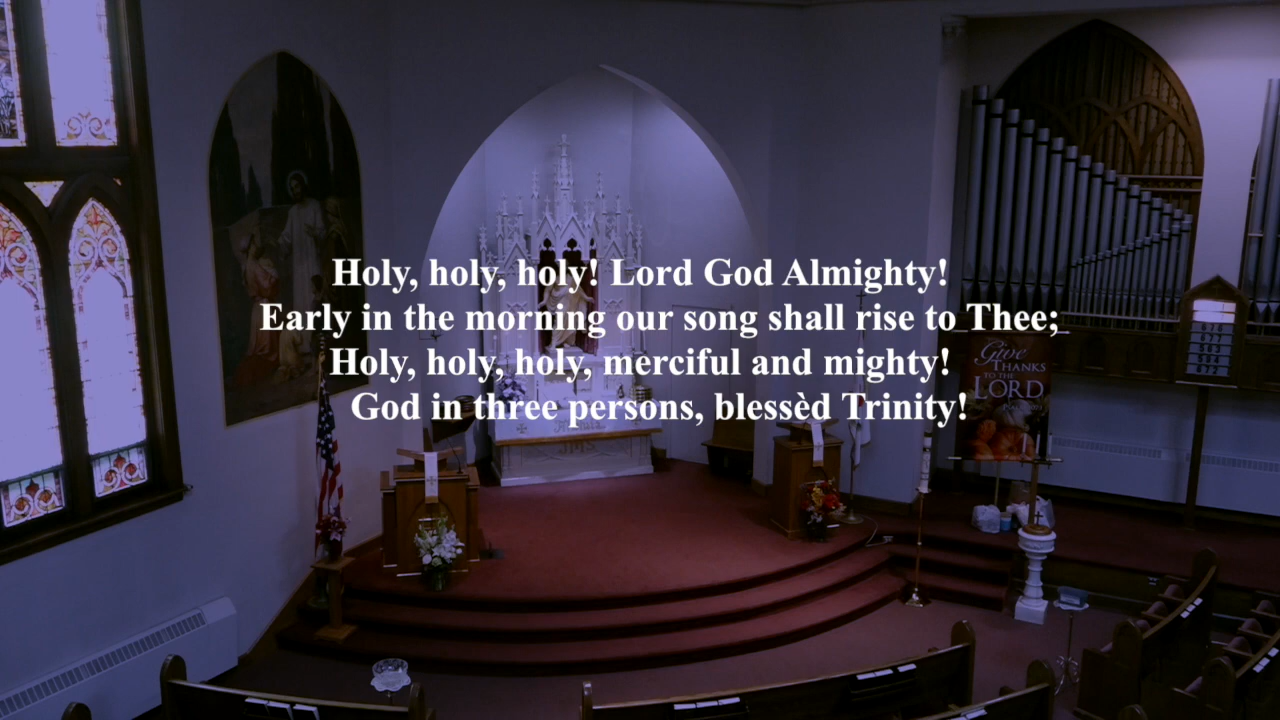 Holy, holy, holy! Lord God Almighty!
Early in the morning our song shall rise to Thee;
Holy, holy, holy, merciful and mighty!
God in three persons, blessèd Trinity!
Give
THANKS
TO THE
LORD